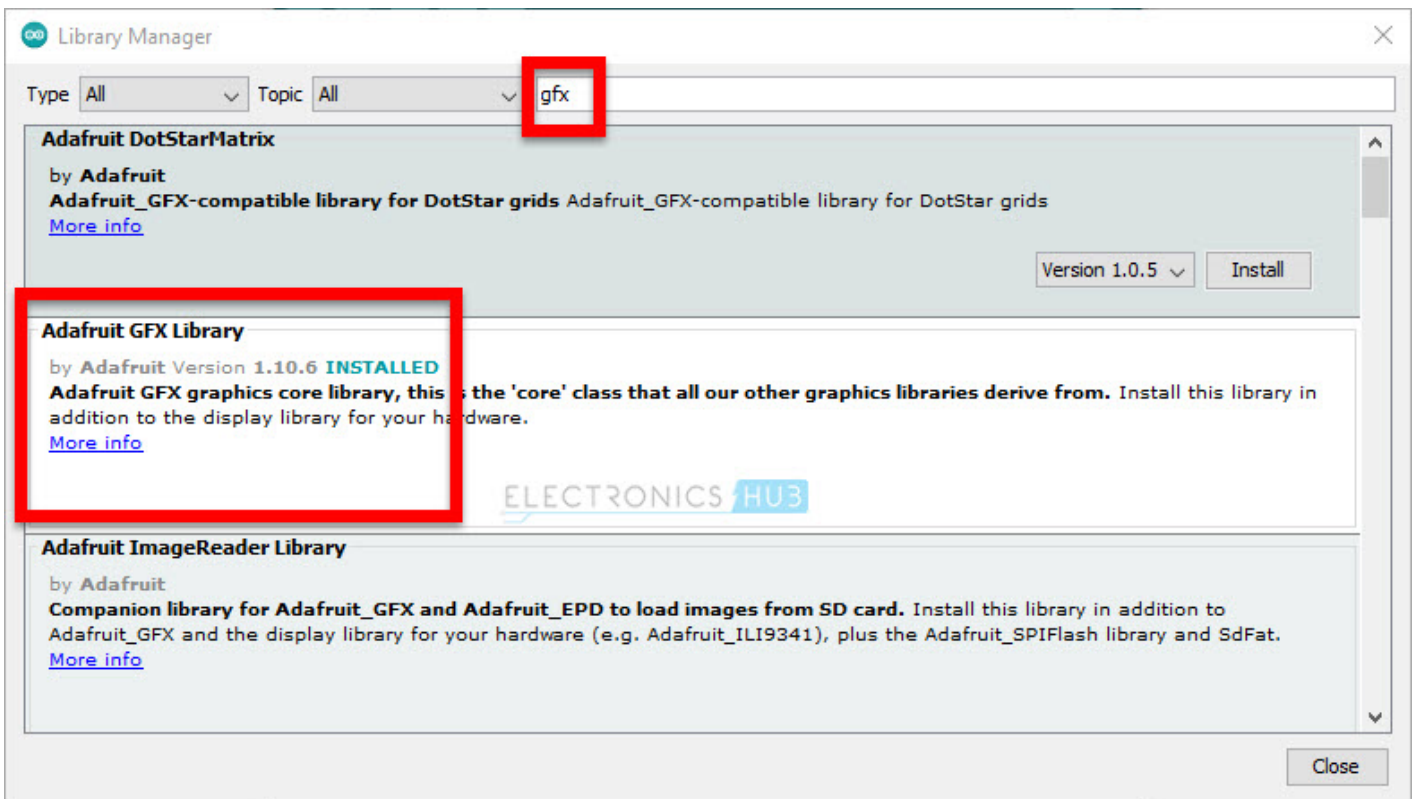 Library Manager
Type All Topic All gfx
Adafruit DotStarMatrix
by Adafruit
Adafruit_GFX-compatible library for DotStar grids Adafruit_GFX-compatible library for DotStar grids
More info
Version 1.0.5 Install
Adafruit GFX Library
by Adafruit Version 1.10.6 INSTALLED
Adafruit GFX graphics core library, this is the 'core' class that all our other graphics libraries derive from. Install this library in
addition to the display library for your hardware.
More info
ELECTRONICS HUB
Adafruit ImageReader Library
by Adafruit
Companion library for Adafruit_GFX and Adafruit_EPD to load images from SD card. Install this library in addition to
Adafruit_GFX and the display library for your hardware (e.g. Adafruit_ILI9341), plus the Adafruit_SPIFlash library and SdFat.
More info
Close